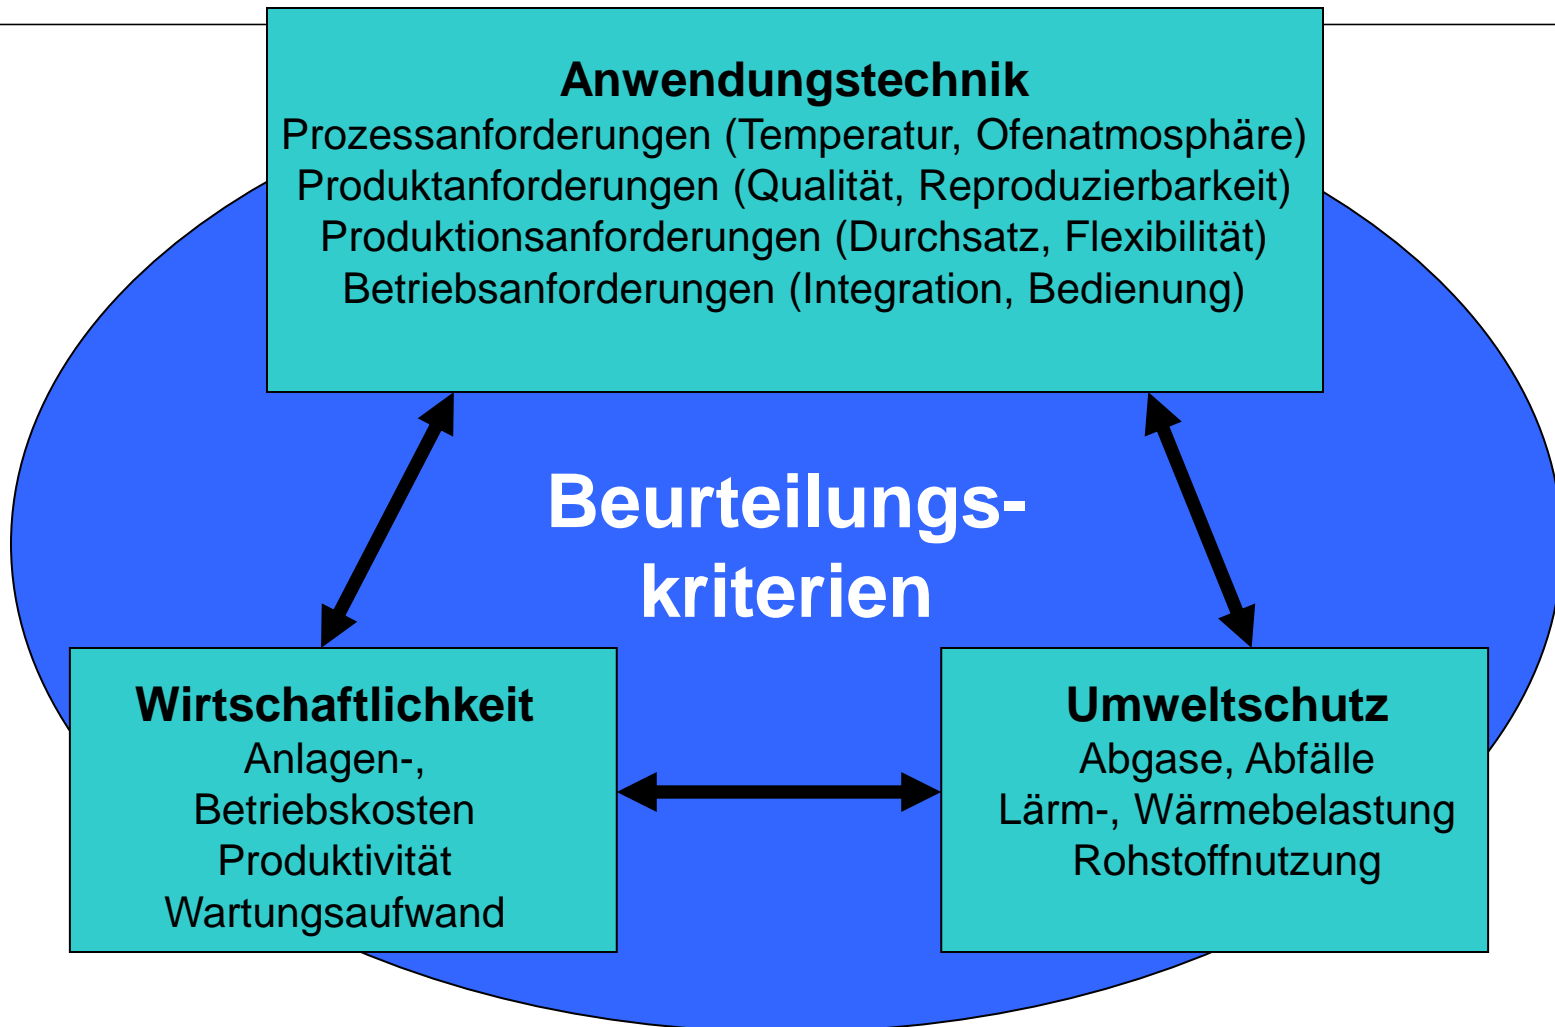 Anwendungstechnik
Prozessanforderungen (Temperatur, Ofenatmosphäre)
Produktanforderungen (Qualität, Reproduzierbarkeit)
Produktionsanforderungen (Durchsatz, Flexibilität)
Betriebsanforderungen (Integration, Bedienung)
Beurteilungs-
kriterien
Wirtschaftlichkeit
Anlagen-,
Betriebskosten
Produktivität
Wartungsaufwand
Umweltschutz
Abgase, Abfälle
Lärm-, Wärmebelastung
Rohstoffnutzung